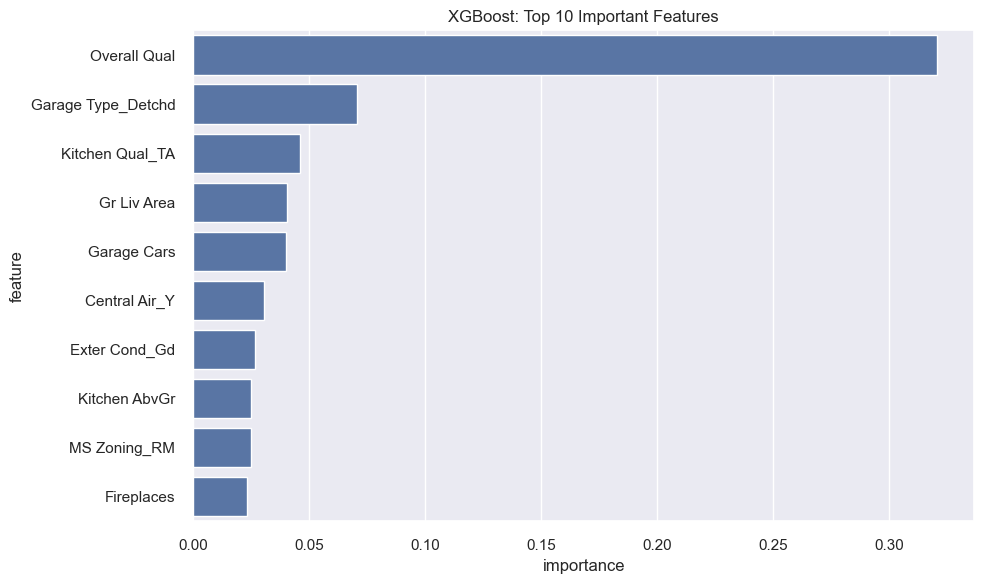 XGBoost: Top 10 Important Features
Overall Qual
Garage Type_Detchd
Kitchen Qual_TA
Gr Liv Area
Garage Cars
Central Air_Y
Exter Cond_Gd
Kitchen AbvGr
MS Zoning_RM
Fireplaces
feature
0.00 0.05 0.10 0.15 0.20 0.25 0.30
importance